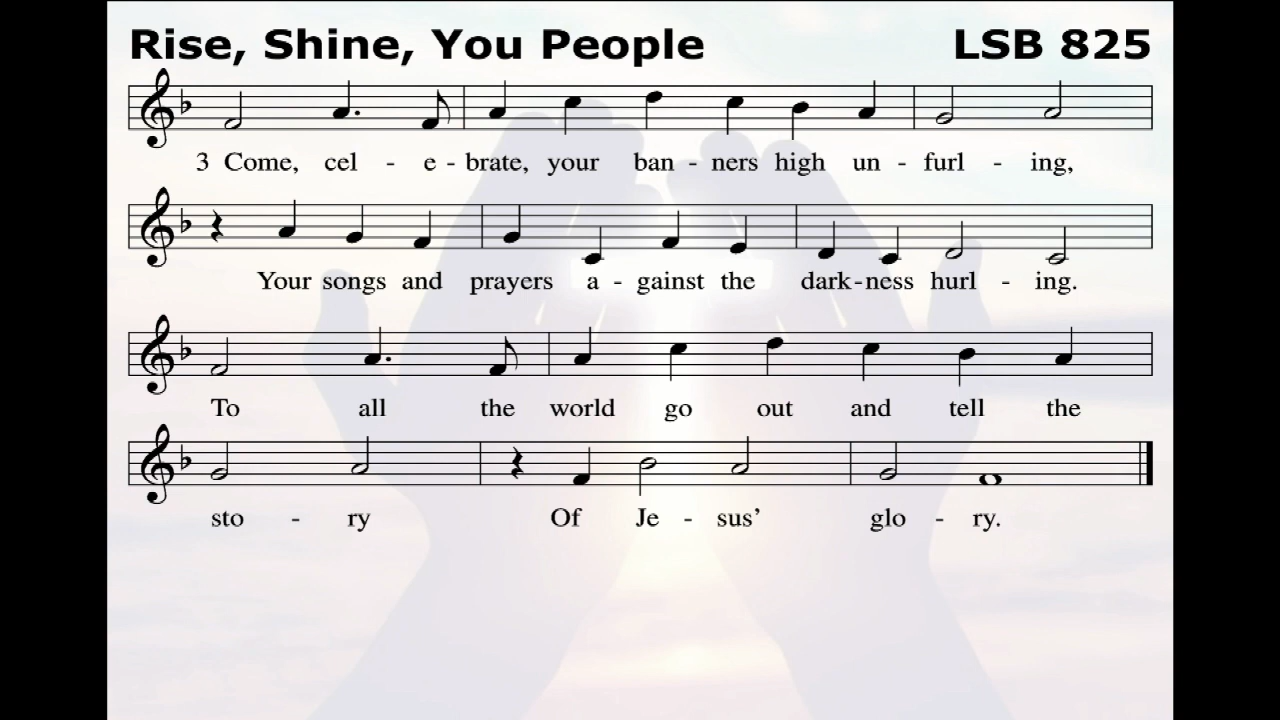 Rise, Shine, You People LSB 825
3 Come, cel - e - brate, your ban - ners high un - furl - ing,
Your songs and prayers a - gainst the dark - ness hurl - ing.
To all the world go out and tell the
sto - ry Of Je - sus’ glo - ry.